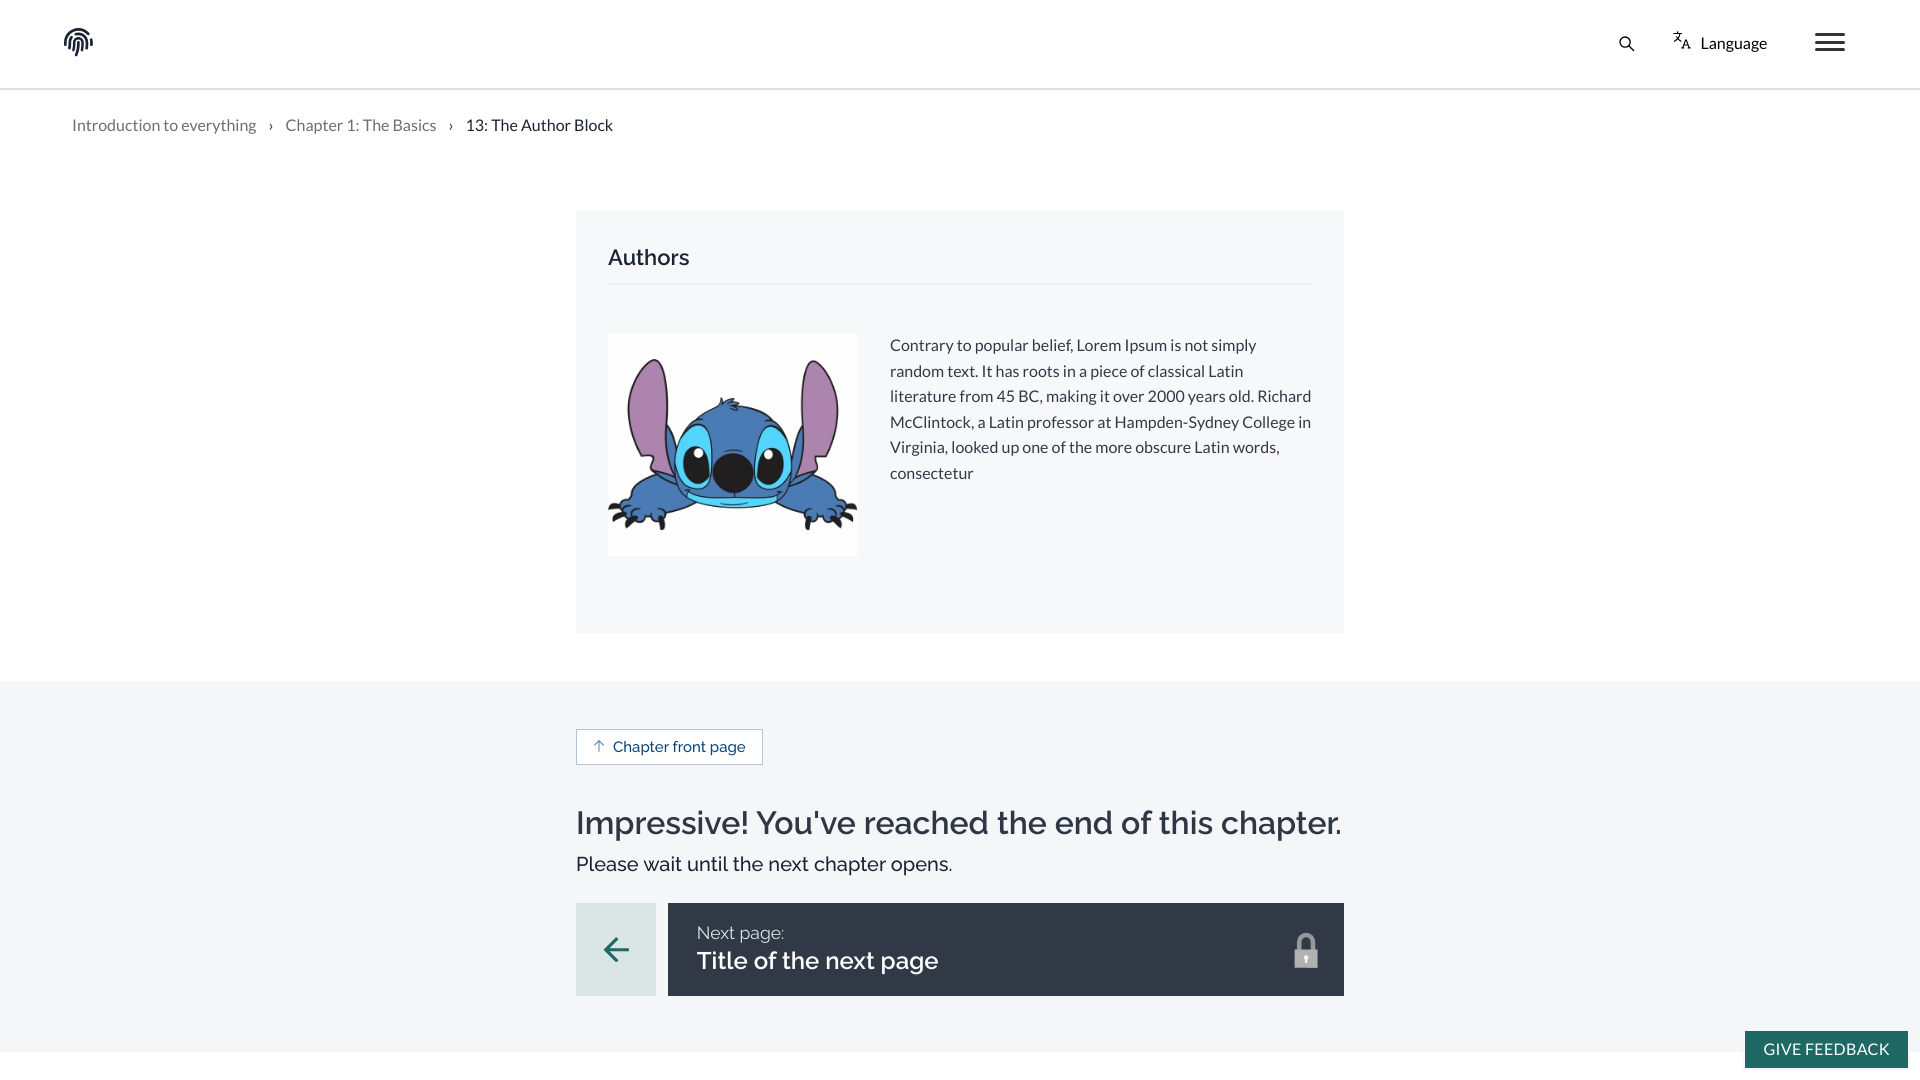 Language
Introduction to everything › Chapter 1: The Basics › 13: The Author Block
Authors
Contrary to popular belief, Lorem Ipsum is not simply
random text. It has roots in a piece of classical Latin
literature from 45 BC, making it over 2000 years old. Richard
McClintock, a Latin professor at Hampden-Sydney College in
Virginia, looked up one of the more obscure Latin words,
consectetur
Chapter front page
Impressive! You've reached the end of this chapter.
Please wait until the next chapter opens.
Next page:
Title of the next page
GIVE FEEDBACK